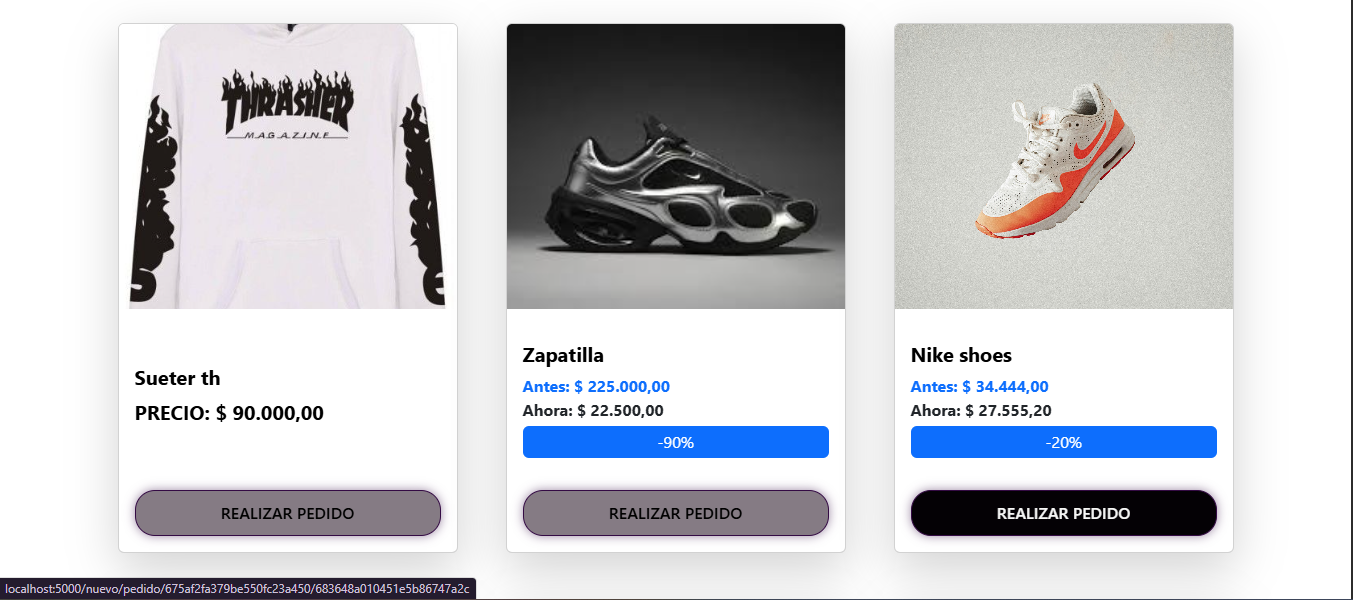 THRASHER
MAGAZINE
Sueter th
PRECIO: $ 90.000,00
REALIZAR PEDIDO
Zapatilla
Antes: $ 225.000,00
Ahora: $ 22.500,00
-90%
REALIZAR PEDIDO
Nike shoes
Antes: $ 34.444,00
Ahora: $ 27.555,20
-20%
REALIZAR PEDIDO
localhost:5000/nuevo/pedido/675af2fa379be550fc23a450/683648a010451e5b86747a2c